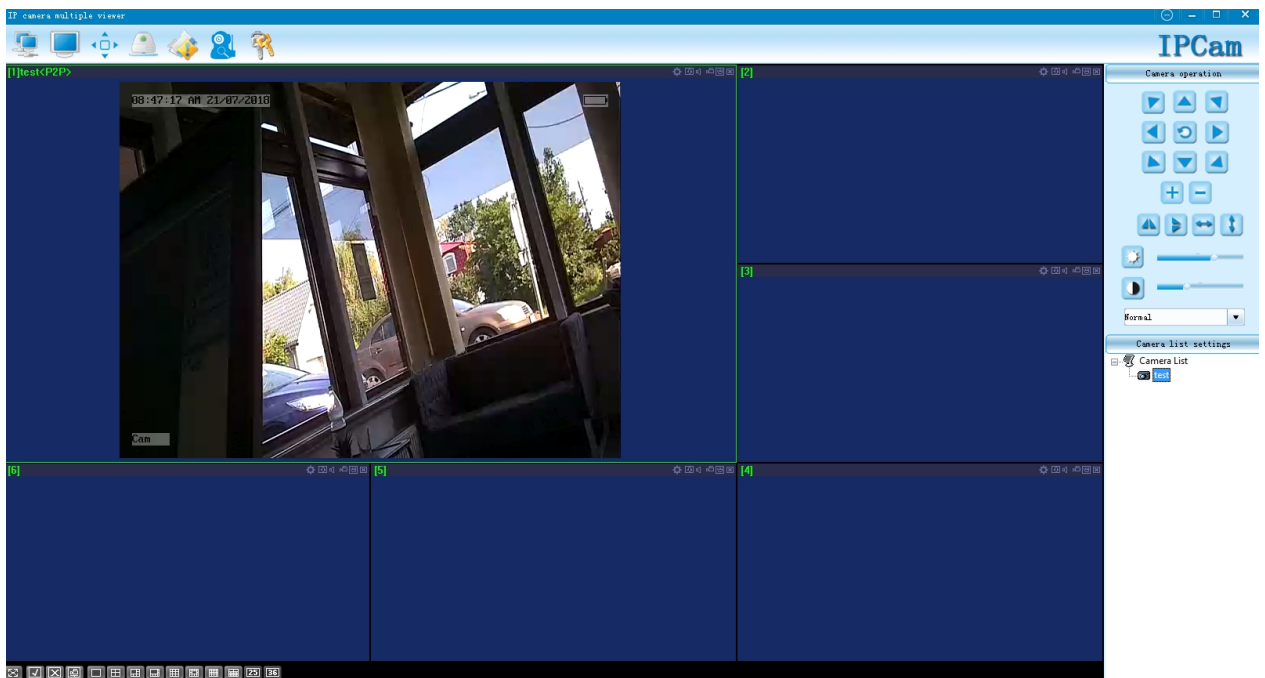 IP camera multiple viewer
IPCam
[1]test<P2P>
[2]
Camera operation
08:47:17 AM 21/07/2018
[3]
Normal
Camera list settings
Camera List
test
Cam
[6]
[5]
[4]
25 36